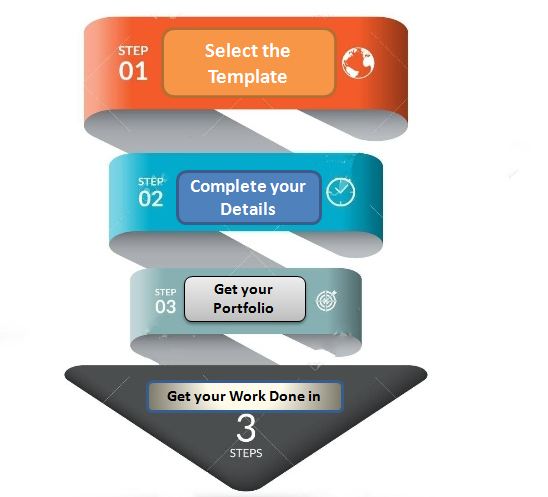 STEP
01
Select the
Template
STEP
02
Complete your
Details
STEP
03
Get your
Portfolio
Get your Work Done in
3
STEPS